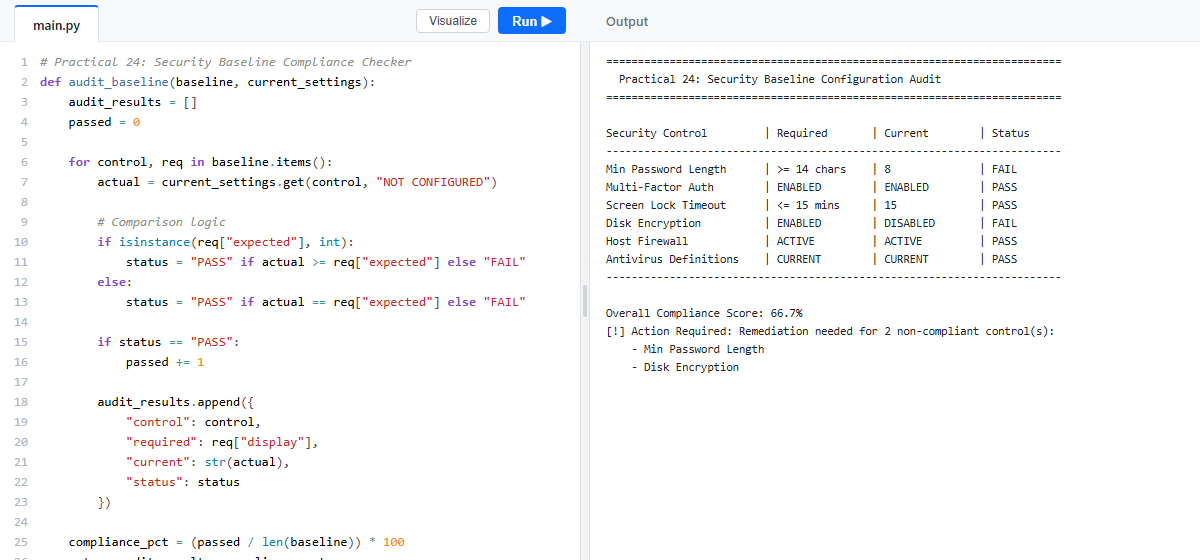 main.py
Visualize
Run ▶
Output
1 # Practical 24: Security Baseline Compliance Checker
2 def audit_baseline(baseline, current_settings):
3     audit_results = []
4     passed = 0
5
6     for control, req in baseline.items():
7         actual = current_settings.get(control, "NOT CONFIGURED")
8
9         # Comparison logic
10         if isinstance(req["expected"], int):
11             status = "PASS" if actual >= req["expected"] else "FAIL"
12         else:
13             status = "PASS" if actual == req["expected"] else "FAIL"
14
15         if status == "PASS":
16             passed += 1
17
18         audit_results.append({
19             "control": control,
20             "required": req["display"],
21             "current": str(actual),
22             "status": status
23         })
24
25     compliance_pct = (passed / len(baseline)) * 100
========================================================================
  Practical 24: Security Baseline Configuration Audit
========================================================================
Security Control         | Required       | Current        | Status
------------------------------------------------------------------------
Min Password Length      | >= 14 chars    | 8              | FAIL
Multi-Factor Auth        | ENABLED        | ENABLED        | PASS
Screen Lock Timeout      | <= 15 mins     | 15             | PASS
Disk Encryption          | ENABLED        | DISABLED       | FAIL
Host Firewall            | ACTIVE         | ACTIVE         | PASS
Antivirus Definitions    | CURRENT        | CURRENT        | PASS
------------------------------------------------------------------------
Overall Compliance Score: 66.7%
[!] Action Required: Remediation needed for 2 non-compliant control(s):
    - Min Password Length
    - Disk Encryption